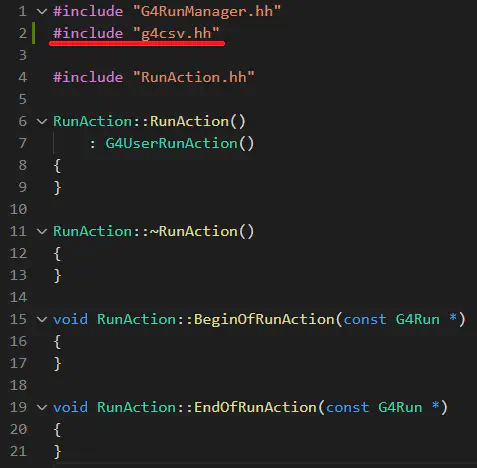 1 #include "G4RunManager.hh"
2 #include "g4csv.hh"
3
4 #include "RunAction.hh"
5
6 RunAction::RunAction()
7     : G4UserRunAction()
8 {
9 }
10
11 RunAction::~RunAction()
12 {
13 }
14
15 void RunAction::BeginOfRunAction(const G4Run *)
16 {
17 }
18
19 void RunAction::EndOfRunAction(const G4Run *)
20 {
21 }